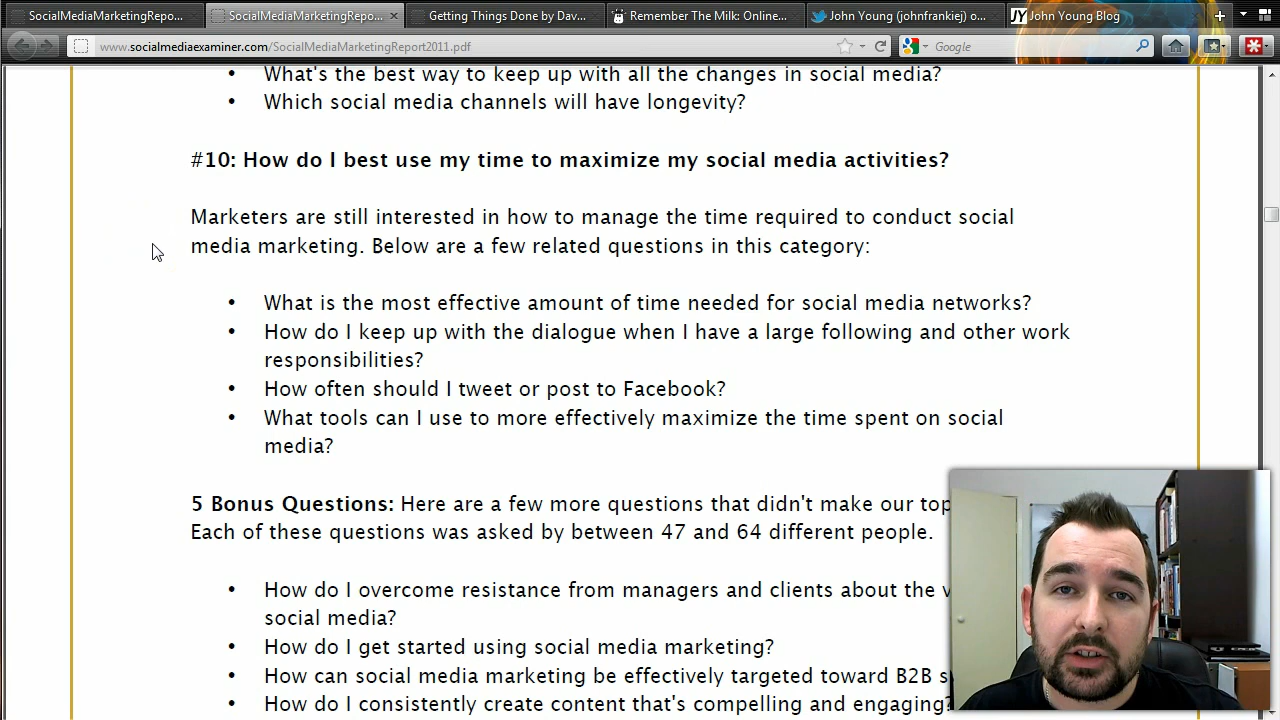 SocialMediaMarketingRepo...
SocialMediaMarketingRepo...
Getting Things Done by Dav...
Remember The Milk: Online...
John Young (johnfrankiej) o...
JY John Young Blog
www.socialmediaexaminer.com/SocialMediaMarketingReport2011.pdf
Google
• What's the best way to keep up with all the changes in social media?
• Which social media channels will have longevity?
#10: How do I best use my time to maximize my social media activities?
Marketers are still interested in how to manage the time required to conduct social
media marketing. Below are a few related questions in this category:
• What is the most effective amount of time needed for social media networks?
• How do I keep up with the dialogue when I have a large following and other work
responsibilities?
• How often should I tweet or post to Facebook?
• What tools can I use to more effectively maximize the time spent on social
media?
5 Bonus Questions: Here are a few more questions that didn't make our top
Each of these questions was asked by between 47 and 64 different people.
• How do I overcome resistance from managers and clients about the v
social media?
• How do I get started using social media marketing?
• How can social media marketing be effectively targeted toward B2B s
• How do I consistently create content that's compelling and engaging?